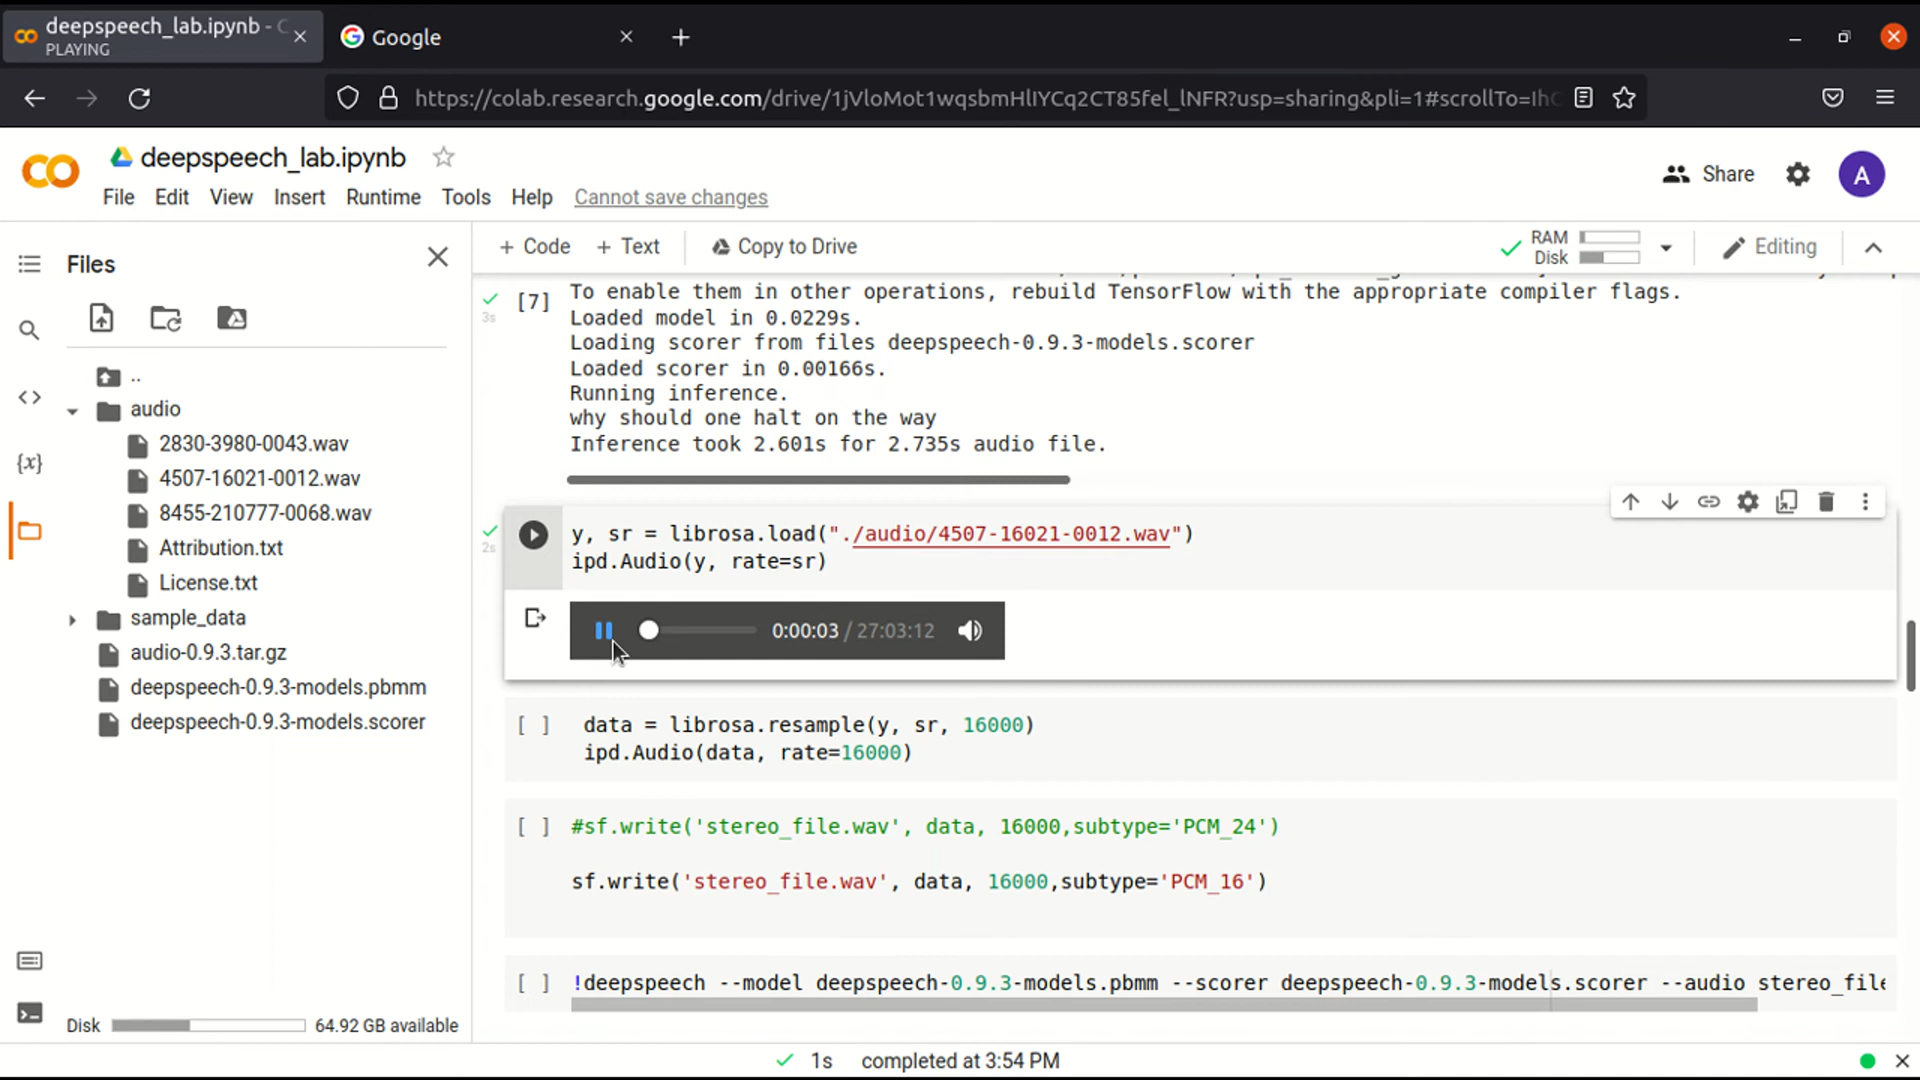 deepspeech_lab.ipynb - C
PLAYING
Google
https://colab.research.google.com/drive/1jVloMot1wqsbmHlIYCq2CT85fel_lNFR?usp=sharing&pli=1#scrollTo=IhC
deepspeech_lab.ipynb
File Edit View Insert Runtime Tools Help Cannot save changes
Share
A
+ Code + Text Copy to Drive
RAM
Disk
Editing
Files
..
audio
2830-3980-0043.wav
4507-16021-0012.wav
8455-210777-0068.wav
Attribution.txt
License.txt
sample_data
audio-0.9.3.tar.gz
deepspeech-0.9.3-models.pbmm
deepspeech-0.9.3-models.scorer
Disk 64.92 GB available
{x}
[7]
3s
To enable them in other operations, rebuild TensorFlow with the appropriate compiler flags.
Loaded model in 0.0229s.
Loading scorer from files deepspeech-0.9.3-models.scorer
Loaded scorer in 0.00166s.
Running inference.
why should one halt on the way
Inference took 2.601s for 2.735s audio file.
2s
y, sr = librosa.load("./audio/4507-16021-0012.wav")
ipd.Audio(y, rate=sr)
0:00:03 / 27:03:12
[ ] data = librosa.resample(y, sr, 16000)
ipd.Audio(data, rate=16000)
[ ] #sf.write('stereo_file.wav', data, 16000,subtype='PCM_24')
sf.write('stereo_file.wav', data, 16000,subtype='PCM_16')
[ ] !deepspeech --model deepspeech-0.9.3-models.pbmm --scorer deepspeech-0.9.3-models.scorer --audio stereo_file
1s completed at 3:54 PM